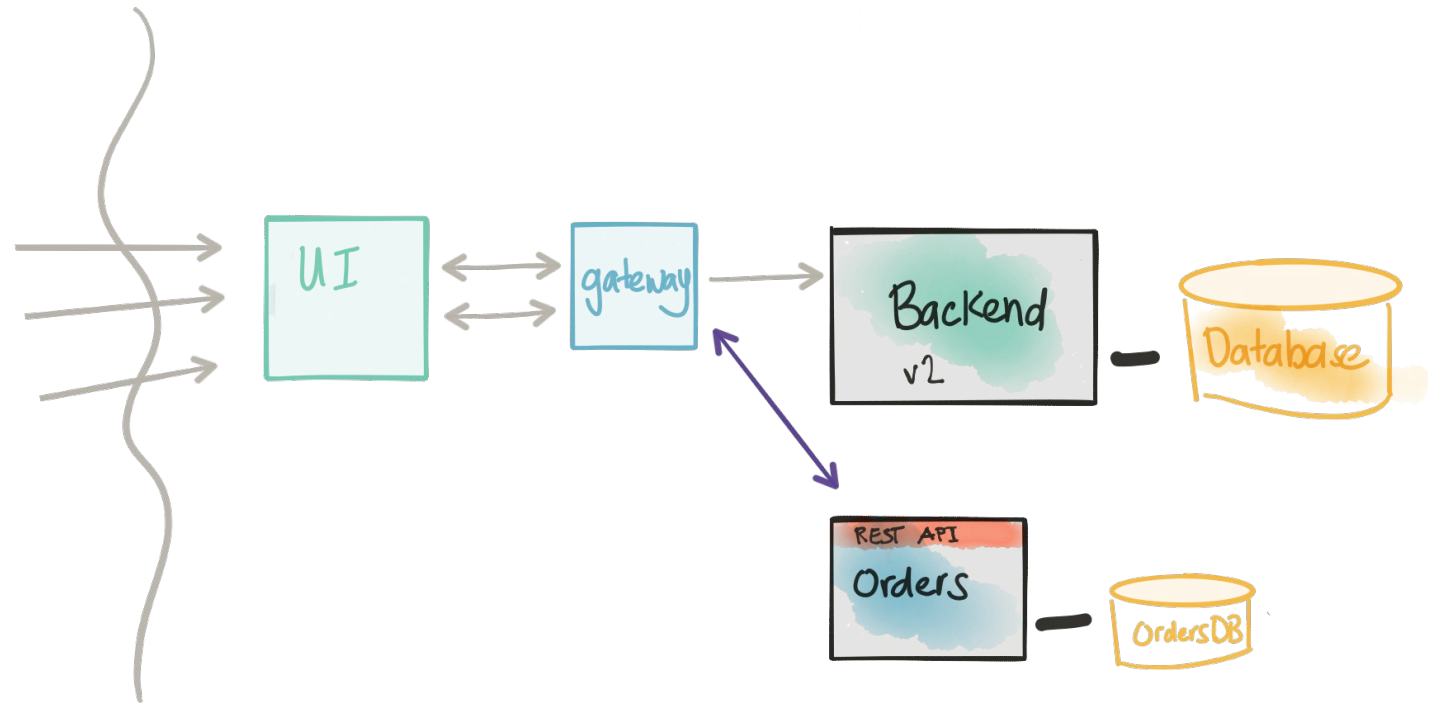 UI
gateway
Backend
v2
Database
REST API
Orders
OrdersDB